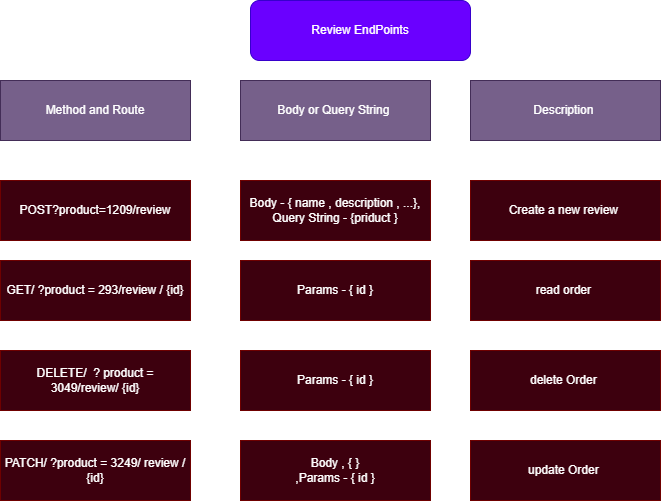 Review EndPoints
Method and Route
Body or Query String
Description
POST?product=1209/review
Body - { name , description , ...},
Query String - {priduct }
Create a new review
GET/ ?product = 293/review / {id}
Params - { id }
read order
DELETE/ ? product =
3049/review/ {id}
Params - { id }
delete Order
PATCH/ ?product = 3249/ review /
{id}
Body , { }
,Params - { id }
update Order